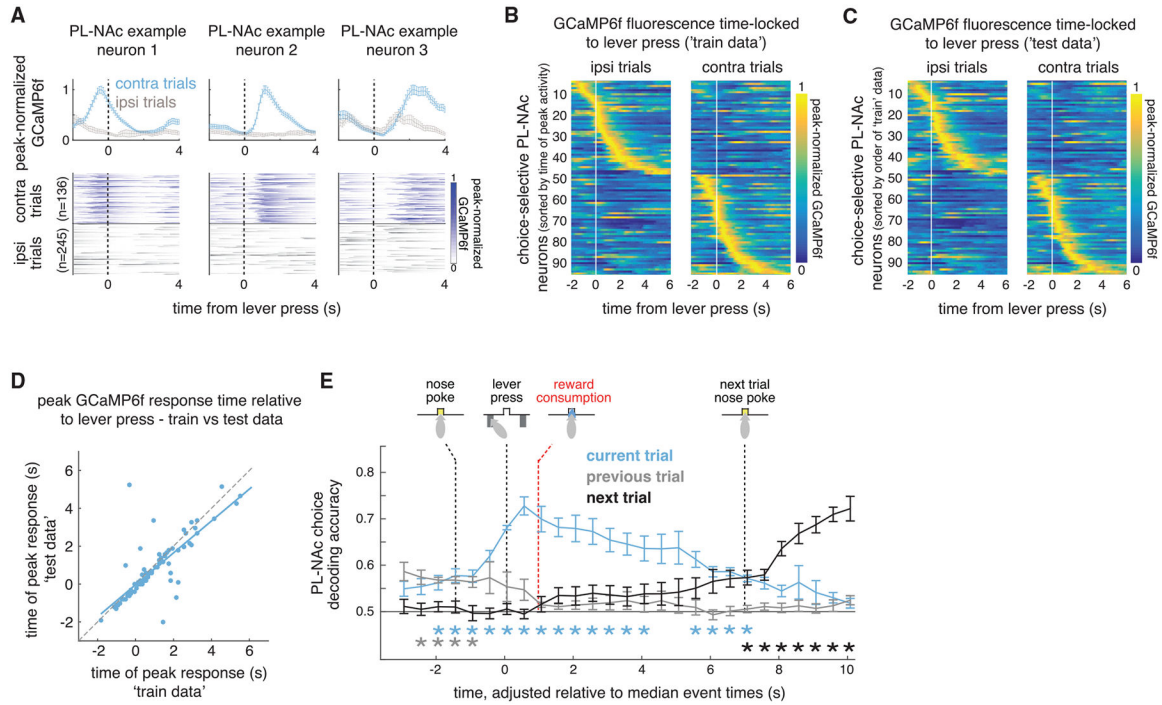 A
PL-NAc example
neuron 1
PL-NAc example
neuron 2
PL-NAc example
neuron 3
peak-normalized
GCaMP6f
1
0
contra trials
ipsi trials
0
4
0
4
0
4
contra
trials
(n=136)
ipsi
trials
(n=245)
1
0
peak-normalized
GCaMP6f
0
4
0
4
0
4
time from lever press (s)
B
GCaMP6f fluorescence time-locked
to lever press ('train data')
ipsi trials
contra trials
choice-selective PL-NAc
neurons (sorted by time of peak activity)
10
20
30
40
50
60
70
80
90
-2 0 2 4 6
-2 0 2 4 6
time from lever press (s)
1
0
peak-normalized GCaMP6f
C
GCaMP6f fluorescence time-locked
to lever press ('test data')
ipsi trials
contra trials
choice-selective PL-NAc
neurons (sorted by order of 'train' data)
10
20
30
40
50
60
70
80
90
-2 0 2 4 6
-2 0 2 4 6
time from lever press (s)
1
0
peak-normalized GCaMP6f
D
peak GCaMP6f response time relative
to lever press - train vs test data
time of peak response (s)
'test data'
6
4
2
0
-2
-2 0 2 4 6
time of peak response (s)
'train data'
E
nose
poke
lever
press
reward
consumption
next trial
nose poke
current trial
previous trial
next trial
PL-NAc choice
decoding accuracy
0.8
0.7
0.6
0.5
* * * * * * * * * * * * * * * * *
* * * *
* * * * * * *
-2 0 2 4 6 8 10
time, adjusted relative to median event times (s)